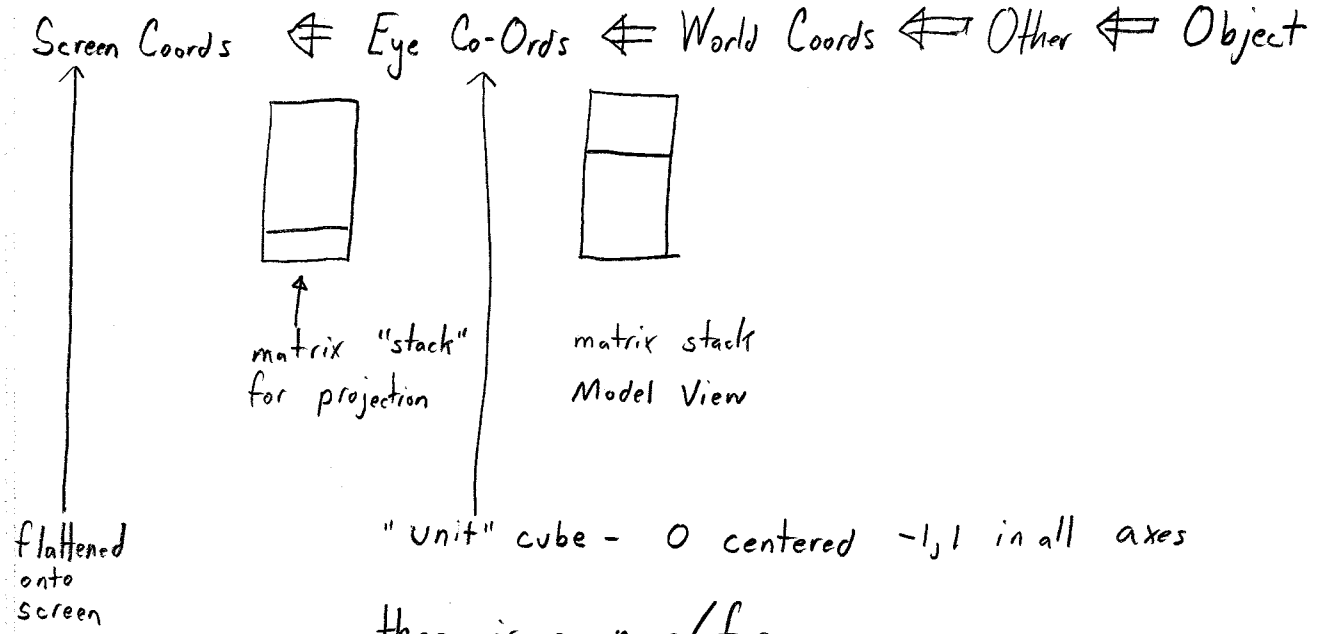 Screen Coords ⇐ Eye Co-Ords ⇐ World Coords ⇐ Other ⇐ Object
matrix "stack"
for projection
matrix stack
Model View
flattened
onto
screen
"unit" cube - 0 centered -1,1 in all axes